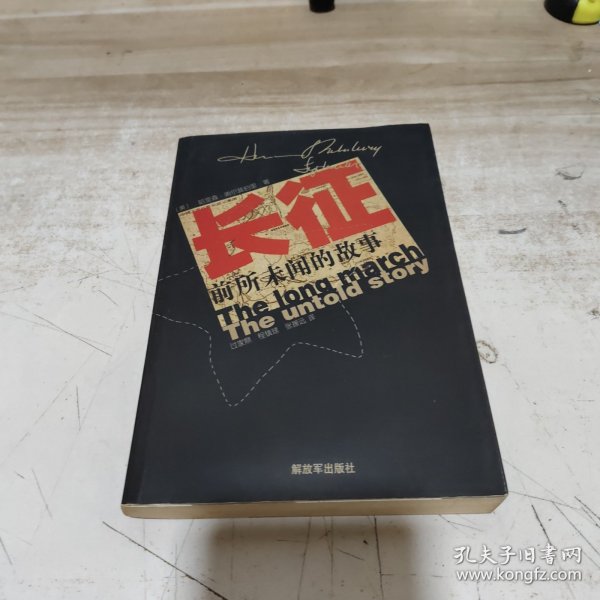 [美] 哈里森·索尔兹伯里 著
长征
前所未闻的故事
The long march
The untold story
过家鼎 程镇球 张援远 译
解放军出版社
孔夫子旧书网
www.kongfz.com